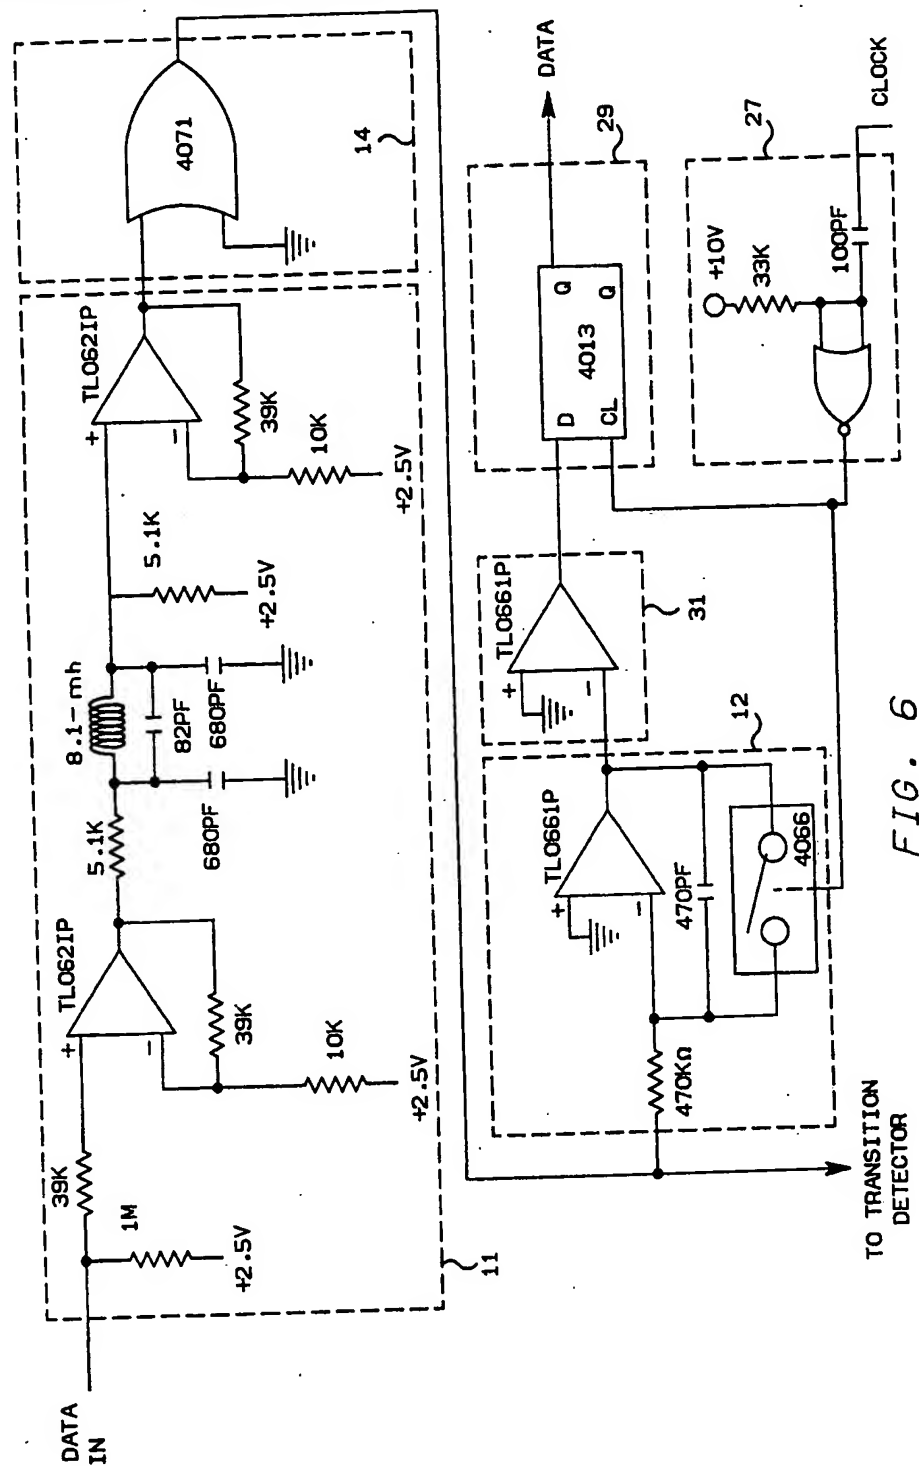 DATA
IN
39K
1M
+2.5V
TL062IP
+
−
39K
10K
+2.5V
5.1K
680PF
8.1-mh
82PF
680PF
5.1K
+2.5V
TL062IP
+
−
39K
10K
+2.5V
4071
14
11
TO TRANSITION
DETECTOR
470KΩ
TL0661P
+
−
470PF
4066
12
TL0661P
+
−
31
D
CL
4013
Q
Q
DATA
29
+10V
33K
100PF
27
CLOCK
FIG. 6